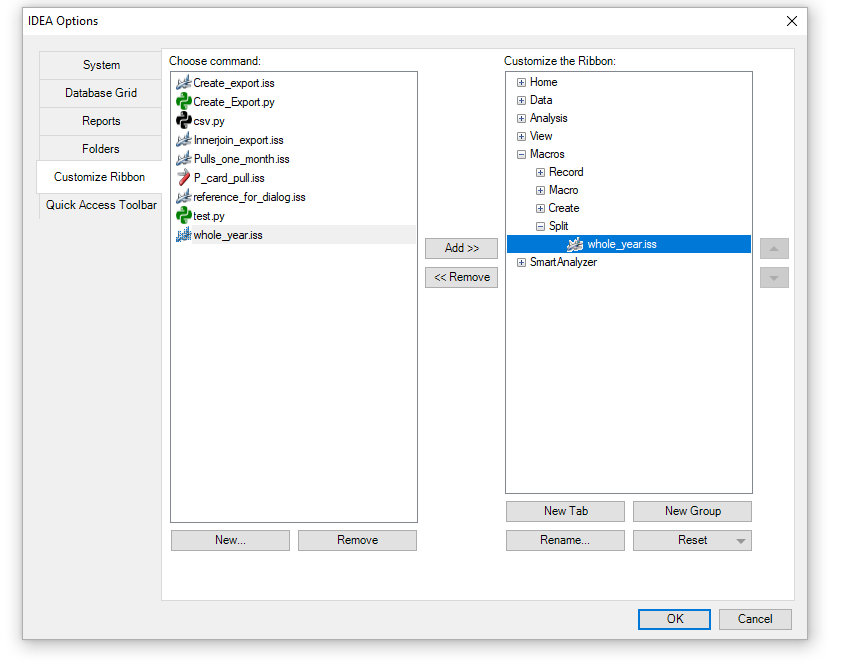 IDEA Options
System
Database Grid
Reports
Folders
Customize Ribbon
Quick Access Toolbar
Choose command:
Create_export.iss
Create_Export.py
csv.py
Innerjoin_export.iss
Pulls_one_month.iss
P_card_pull.iss
reference_for_dialog.iss
test.py
whole_year.iss
New...
Remove
Add >>
<< Remove
Customize the Ribbon:
Home
Data
Analysis
View
Macros
Record
Macro
Create
Split
whole_year.iss
SmartAnalyzer
New Tab
New Group
Rename...
Reset
OK
Cancel